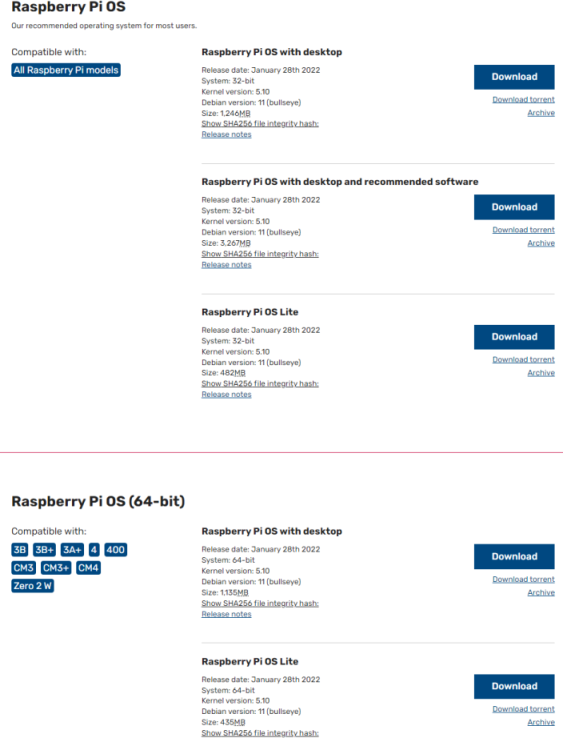 Raspberry Pi OS
Our recommended operating system for most users.
Compatible with:
All Raspberry Pi models
Raspberry Pi OS with desktop
Release date: January 28th 2022
System: 32-bit
Kernel version: 5.10
Debian version: 11 (bullseye)
Size: 1,246MB
Show SHA256 file integrity hash:
Release notes
Download
Download torrent
Archive
Raspberry Pi OS with desktop and recommended software
Release date: January 28th 2022
System: 32-bit
Kernel version: 5.10
Debian version: 11 (bullseye)
Size: 3,267MB
Show SHA256 file integrity hash:
Release notes
Download
Download torrent
Archive
Raspberry Pi OS Lite
Release date: January 28th 2022
System: 32-bit
Kernel version: 5.10
Debian version: 11 (bullseye)
Size: 482MB
Show SHA256 file integrity hash:
Release notes
Download
Download torrent
Archive
Raspberry Pi OS (64-bit)
Compatible with:
3B 3B+ 3A+ 4 400
CM3 CM3+ CM4
Zero 2 W
Raspberry Pi OS with desktop
Release date: January 28th 2022
System: 64-bit
Kernel version: 5.10
Debian version: 11 (bullseye)
Size: 1,135MB
Show SHA256 file integrity hash:
Release notes
Download
Download torrent
Archive
Raspberry Pi OS Lite
Release date: January 28th 2022
System: 64-bit
Kernel version: 5.10
Debian version: 11 (bullseye)
Size: 435MB
Show SHA256 file integrity hash:
Download
Download torrent
Archive